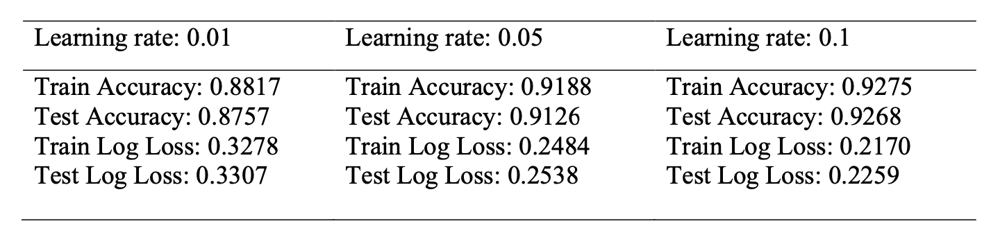 Learning rate: 0.01
Learning rate: 0.05
Learning rate: 0.1
Train Accuracy: 0.8817
Test Accuracy: 0.8757
Train Log Loss: 0.3278
Test Log Loss: 0.3307
Train Accuracy: 0.9188
Test Accuracy: 0.9126
Train Log Loss: 0.2484
Test Log Loss: 0.2538
Train Accuracy: 0.9275
Test Accuracy: 0.9268
Train Log Loss: 0.2170
Test Log Loss: 0.2259